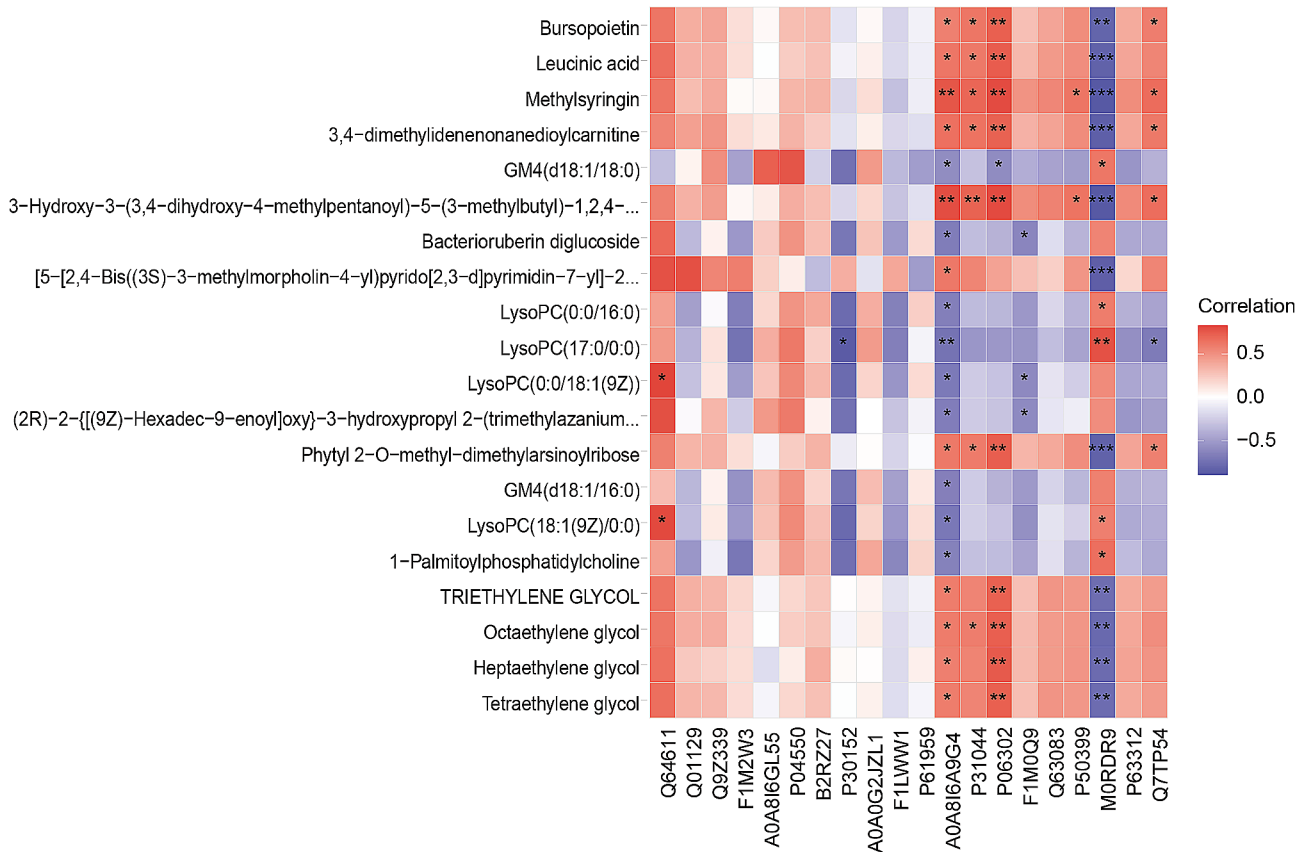 Bursopoietin
* * ** ** *
Leucinic acid
* * ** ***
Methylsyringin
** * ** * *** *
3,4−dimethylidenenonanedioylcarnitine
* * ** *** *
GM4(d18:1/18:0)
* * *
3−Hydroxy−3−(3,4−dihydroxy−4−methylpentanoyl)−5−(3−methylbutyl)−1,2,4−...
** ** ** * *** *
Bacterioruberin diglucoside
* *
[5−[2,4−Bis((3S)−3−methylmorpholin−4−yl)pyrido[2,3−d]pyrimidin−7−yl]−2...
* ***
LysoPC(0:0/16:0)
* *
LysoPC(17:0/0:0)
* ** ** *
LysoPC(0:0/18:1(9Z))
* * *
(2R)−2−{[(9Z)−Hexadec−9−enoyl]oxy}−3−hydroxypropyl 2−(trimethylazanium...
* *
Phytyl 2−O−methyl−dimethylarsinoylribose
* * ** *** *
GM4(d18:1/16:0)
*
LysoPC(18:1(9Z)/0:0)
* * *
1−Palmitoylphosphatidylcholine
* *
TRIETHYLENE GLYCOL
* ** **
Octaethylene glycol
* * ** **
Heptaethylene glycol
* ** **
Tetraethylene glycol
* ** **
Q64611
Q01129
Q9Z339
F1M2W3
A0A8I6GL55
P04550
B2RZ27
P30152
A0A0G2JZL1
F1LWW1
P61959
A0A8I6A9G4
P31044
P06302
F1M0Q9
Q63083
P50399
M0RDR9
P63312
Q7TP54
Correlation
0.5
0.0
−0.5